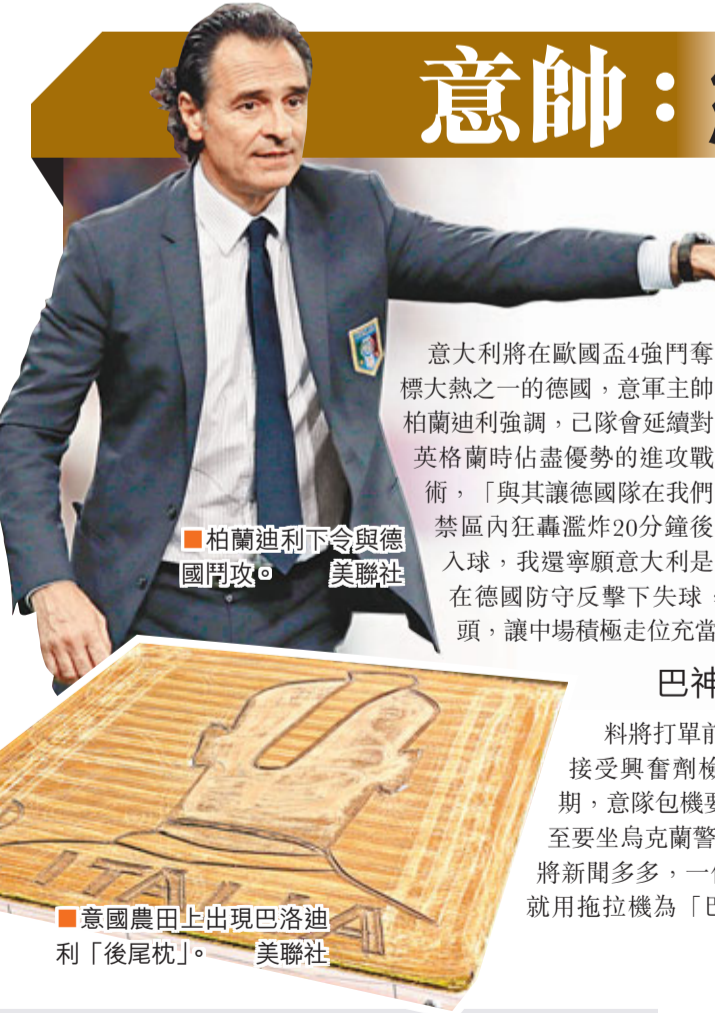 意帥：
意大利將在歐國盃4強鬥奪
標大熱之一的德國，意軍主帥
柏蘭迪利強調，己隊會延續對
英格蘭時佔盡優勢的進攻戰
術，「與其讓德國隊在我們
禁區內狂轟濫炸20分鐘後
入球，我還寧願意大利是
在德國防守反擊下失球
頭，讓中場積極走位充當
■柏蘭迪利下令與德
國鬥攻。 美聯社
巴神
料將打單前
接受興奮劑檢
期，意隊包機要
至要坐烏克蘭警
將新聞多多，一
就用拖拉機為「巴
ITALIA
■意國農田上出現巴洛迪
利「後尾枕」。 美聯社